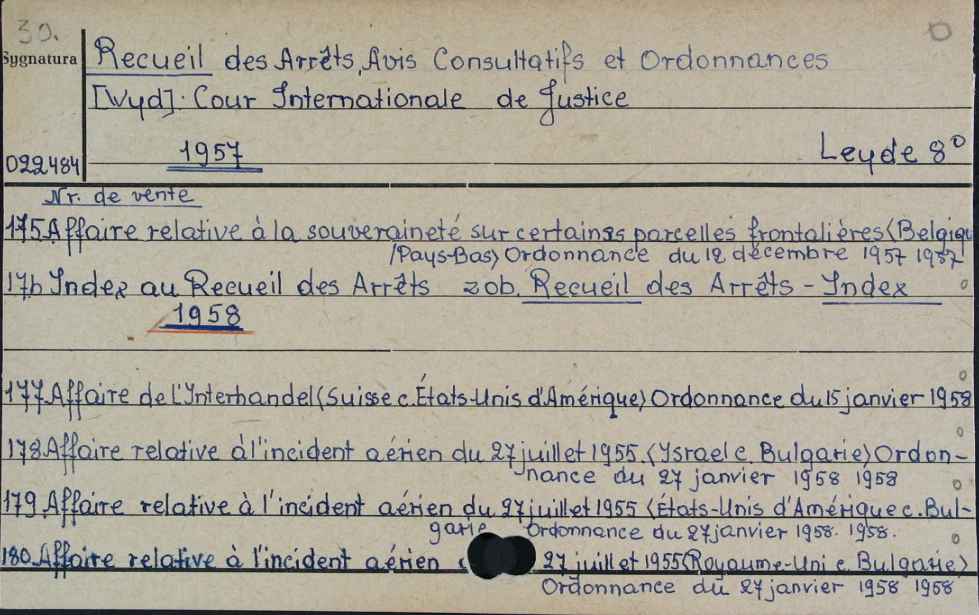 30.
Sygnatura
Recueil des Arrêts, Avis Consultatifs et Ordonnances
[Wyd]: Cour Internationale de Justice
022484
1957
Leyde 8°
Nr. de vente
175 Affaire relative à la souveraineté sur certaines parcelles frontalières (Belgique
/Pays-Bas) Ordonnance du 12 décembre 1957 1957
176 Index au Recueil des Arrêts zob. Recueil des Arrêts - Index
1958
177 Affaire de l'Interhandel (Suisse c. États-Unis d'Amérique) Ordonnance du 15 janvier 1958
178 Affaire relative à l'incident aérien du 27 juillet 1955. (Israel c. Bulgarie) Ordon-
nance du 27 janvier 1958 1958
179. Affaire relative à l'incident aérien du 27 juillet 1955 (États-Unis d'Amérique c. Bul-
garie Ordonnance du 27 janvier 1958. 1958.
180. Affaire relative à l'incident aérien 27 juillet 1955 (Royaume-Uni c. Bulgarie)
Ordonnance du 27 janvier 1958 1958